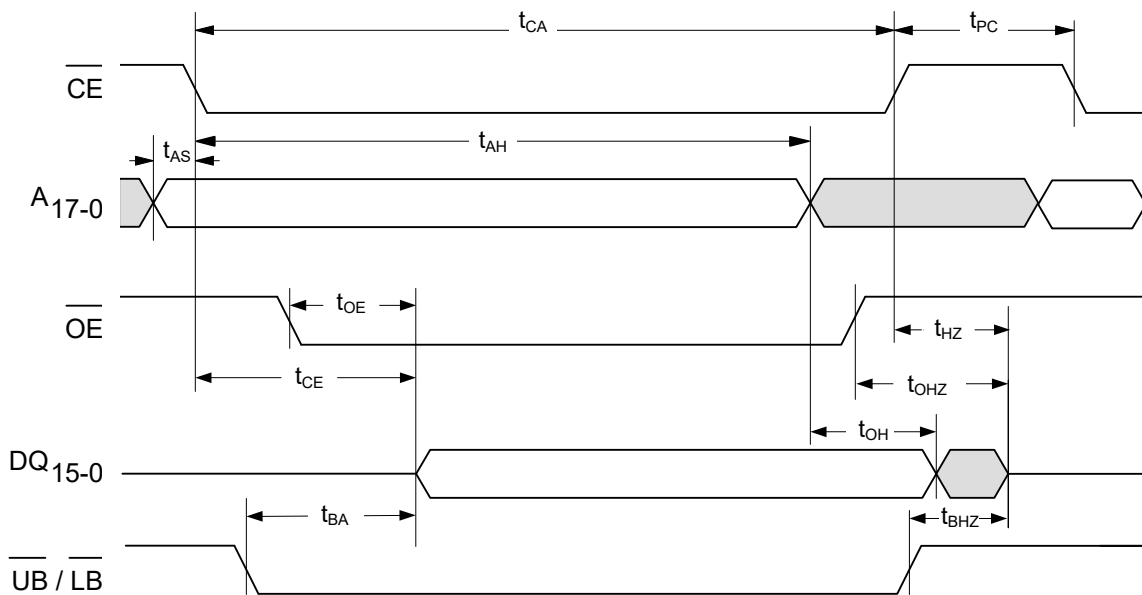 tCA
tPC
CE
tAH
tAS
A17-0
tOE
OE
tHZ
tCE
tOHZ
tOH
DQ15-0
tBA
tBHZ
UB / LB